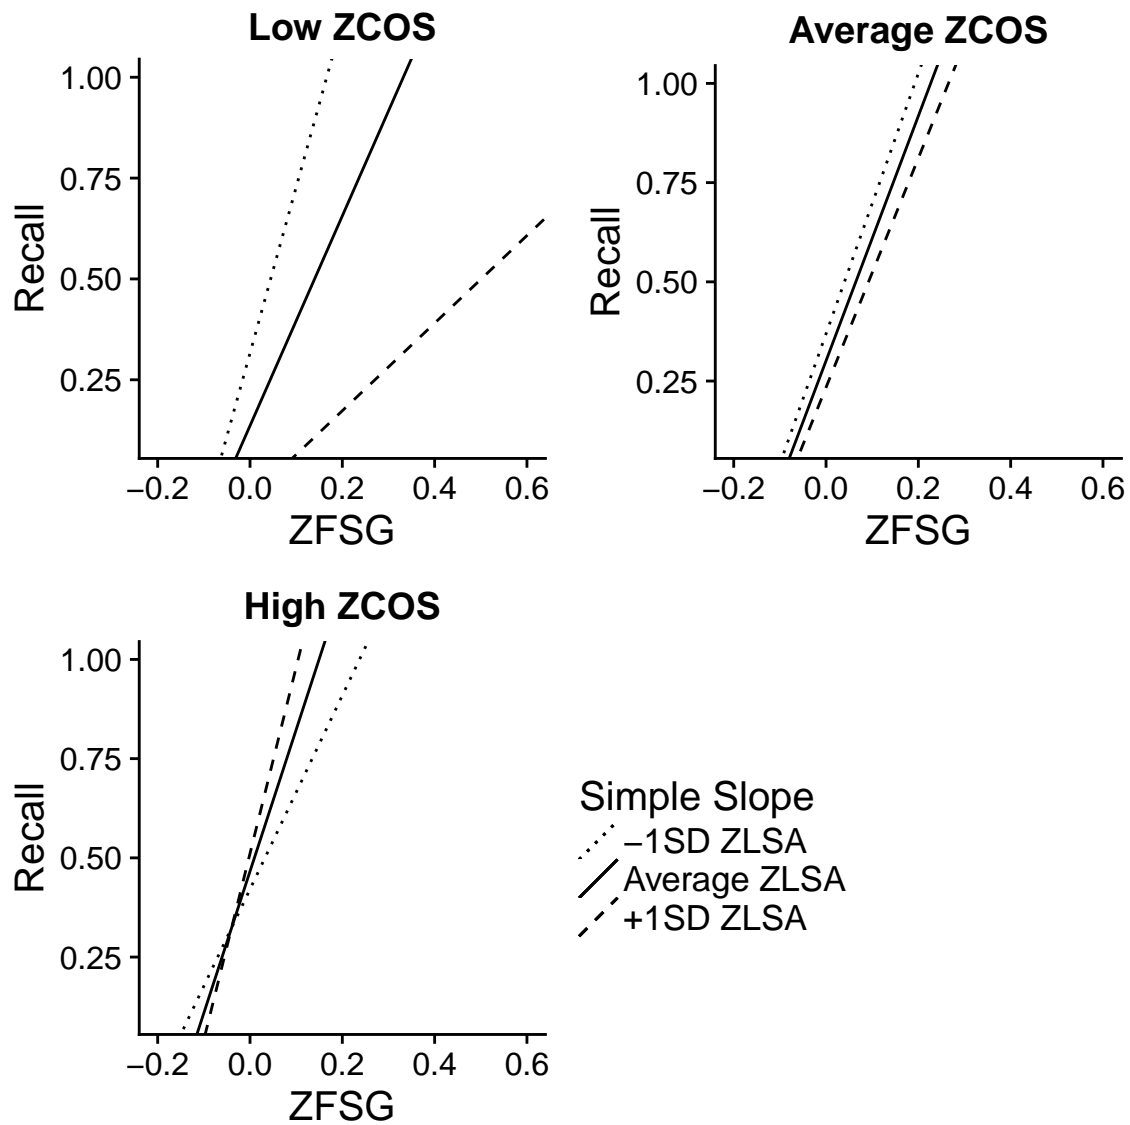 Low ZCOS
1.00
0.75
0.50
0.25
Recall
−0.2 0.0 0.2 0.4 0.6
ZFSG
Average ZCOS
1.00
0.75
0.50
0.25
Recall
−0.2 0.0 0.2 0.4 0.6
ZFSG
High ZCOS
1.00
0.75
0.50
0.25
Recall
−0.2 0.0 0.2 0.4 0.6
ZFSG
Simple Slope
−1SD ZLSA
Average ZLSA
+1SD ZLSA